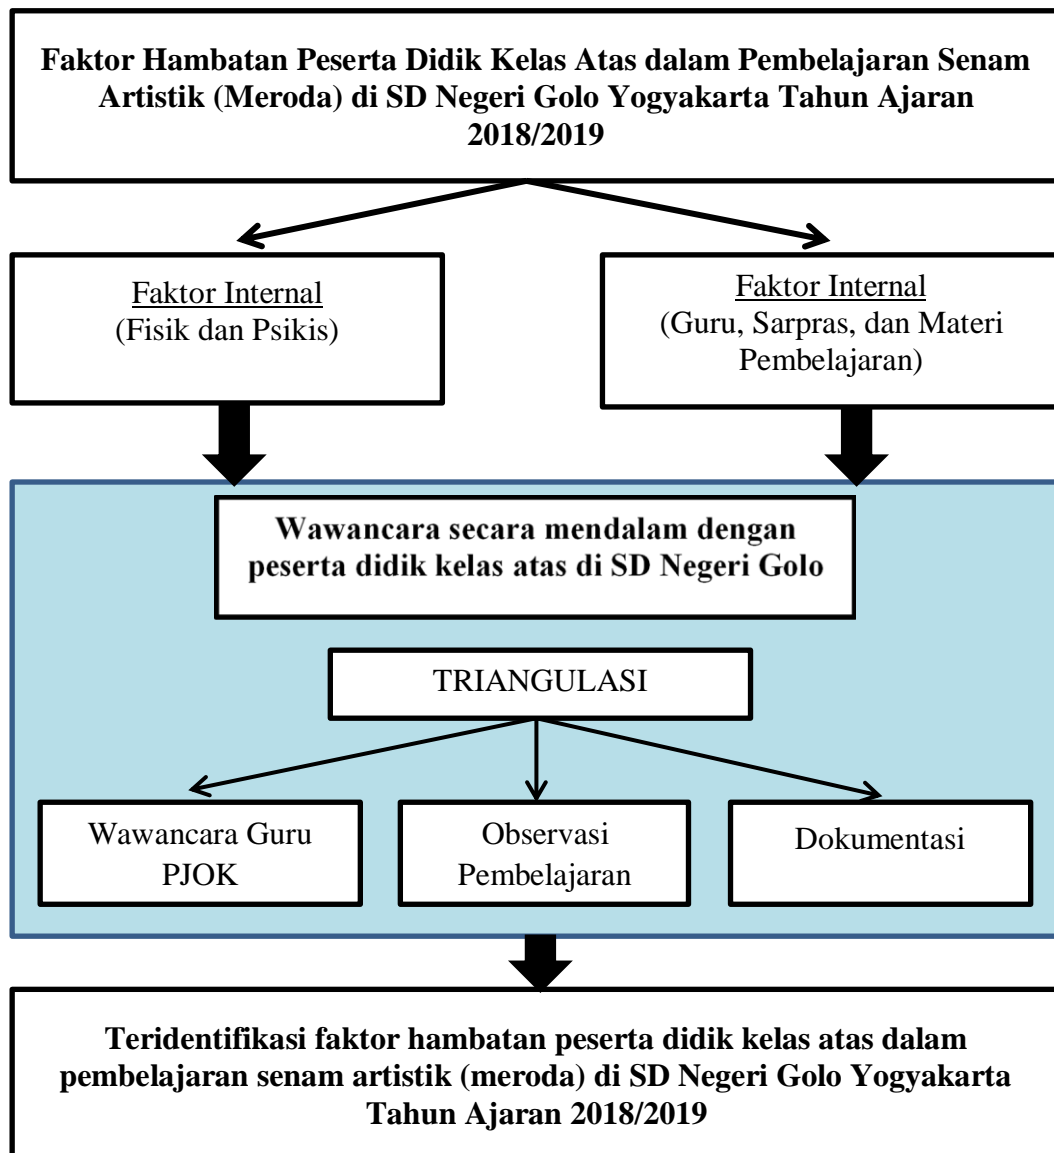 Faktor Hambatan Peserta Didik Kelas Atas dalam Pembelajaran Senam
Artistik (Meroda) di SD Negeri Golo Yogyakarta Tahun Ajaran
2018/2019
Faktor Internal
(Fisik dan Psikis)
Faktor Internal
(Guru, Sarpras, dan Materi
Pembelajaran)
Wawancara secara mendalam dengan
peserta didik kelas atas di SD Negeri Golo
TRIANGULASI
Wawancara Guru
PJOK
Observasi
Pembelajaran
Dokumentasi
Teridentifikasi faktor hambatan peserta didik kelas atas dalam
pembelajaran senam artistik (meroda) di SD Negeri Golo Yogyakarta
Tahun Ajaran 2018/2019